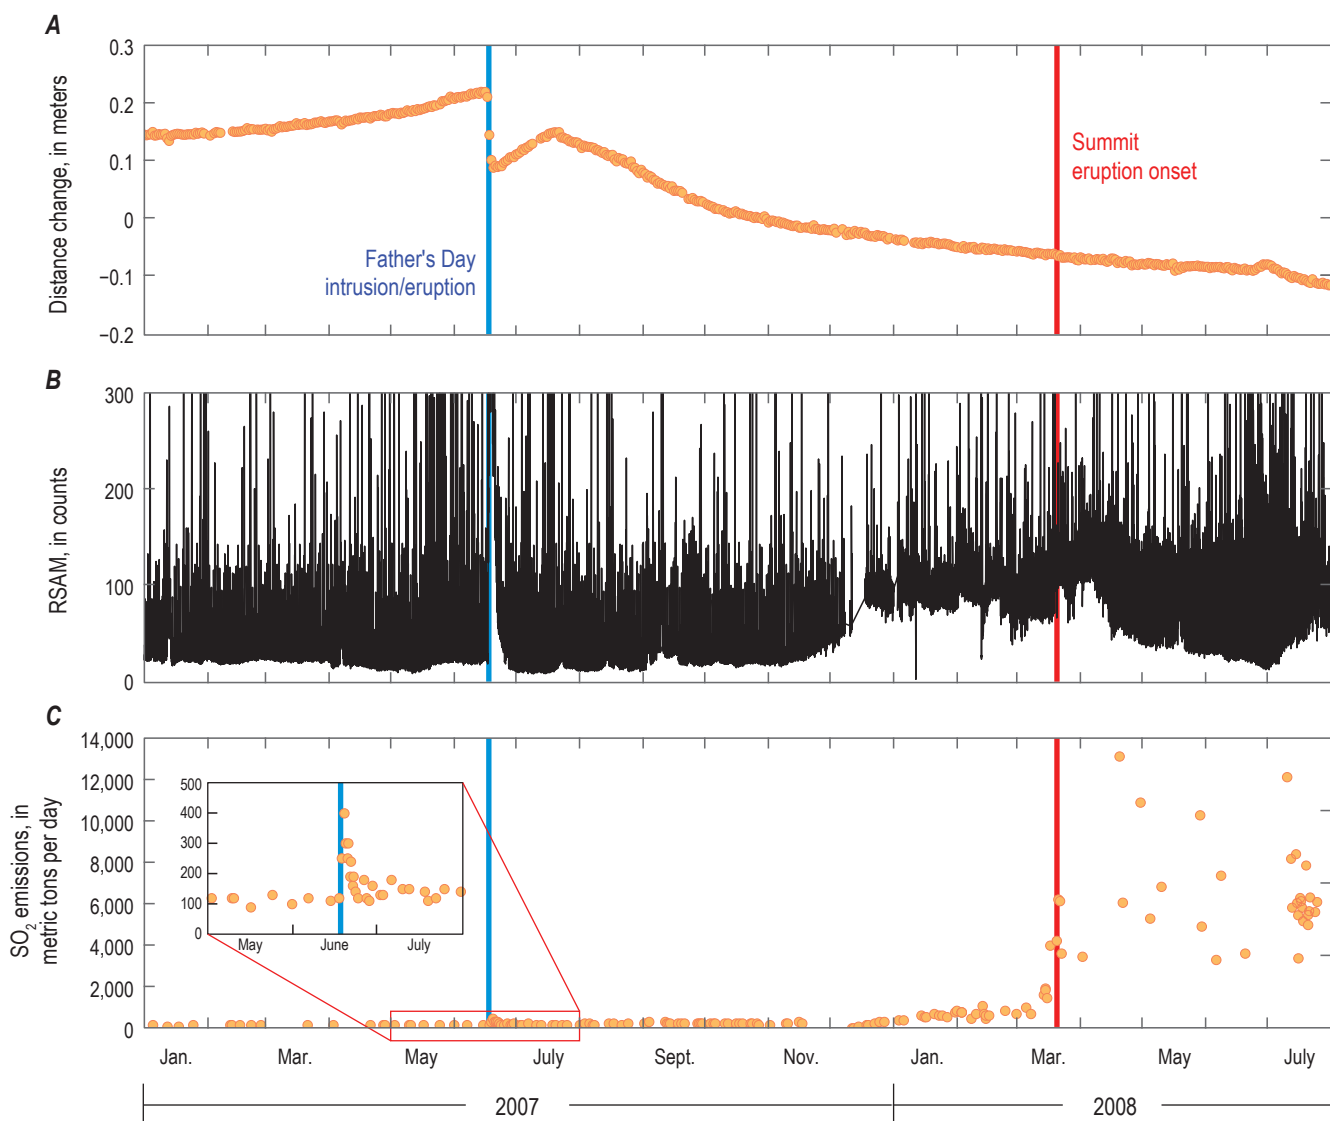 A
0.3
0.2
0.1
0
−0.1
−0.2
Distance change, in meters
Father's Day
intrusion/eruption
Summit
eruption onset
B
300
200
100
0
RSAM, in counts
C
14,000
12,000
10,000
8,000
6,000
4,000
2,000
0
SO2 emissions, in
metric tons per day
500
400
300
200
100
0
May June July
Jan. Mar. May July Sept. Nov. Jan. Mar. May July
2007 2008